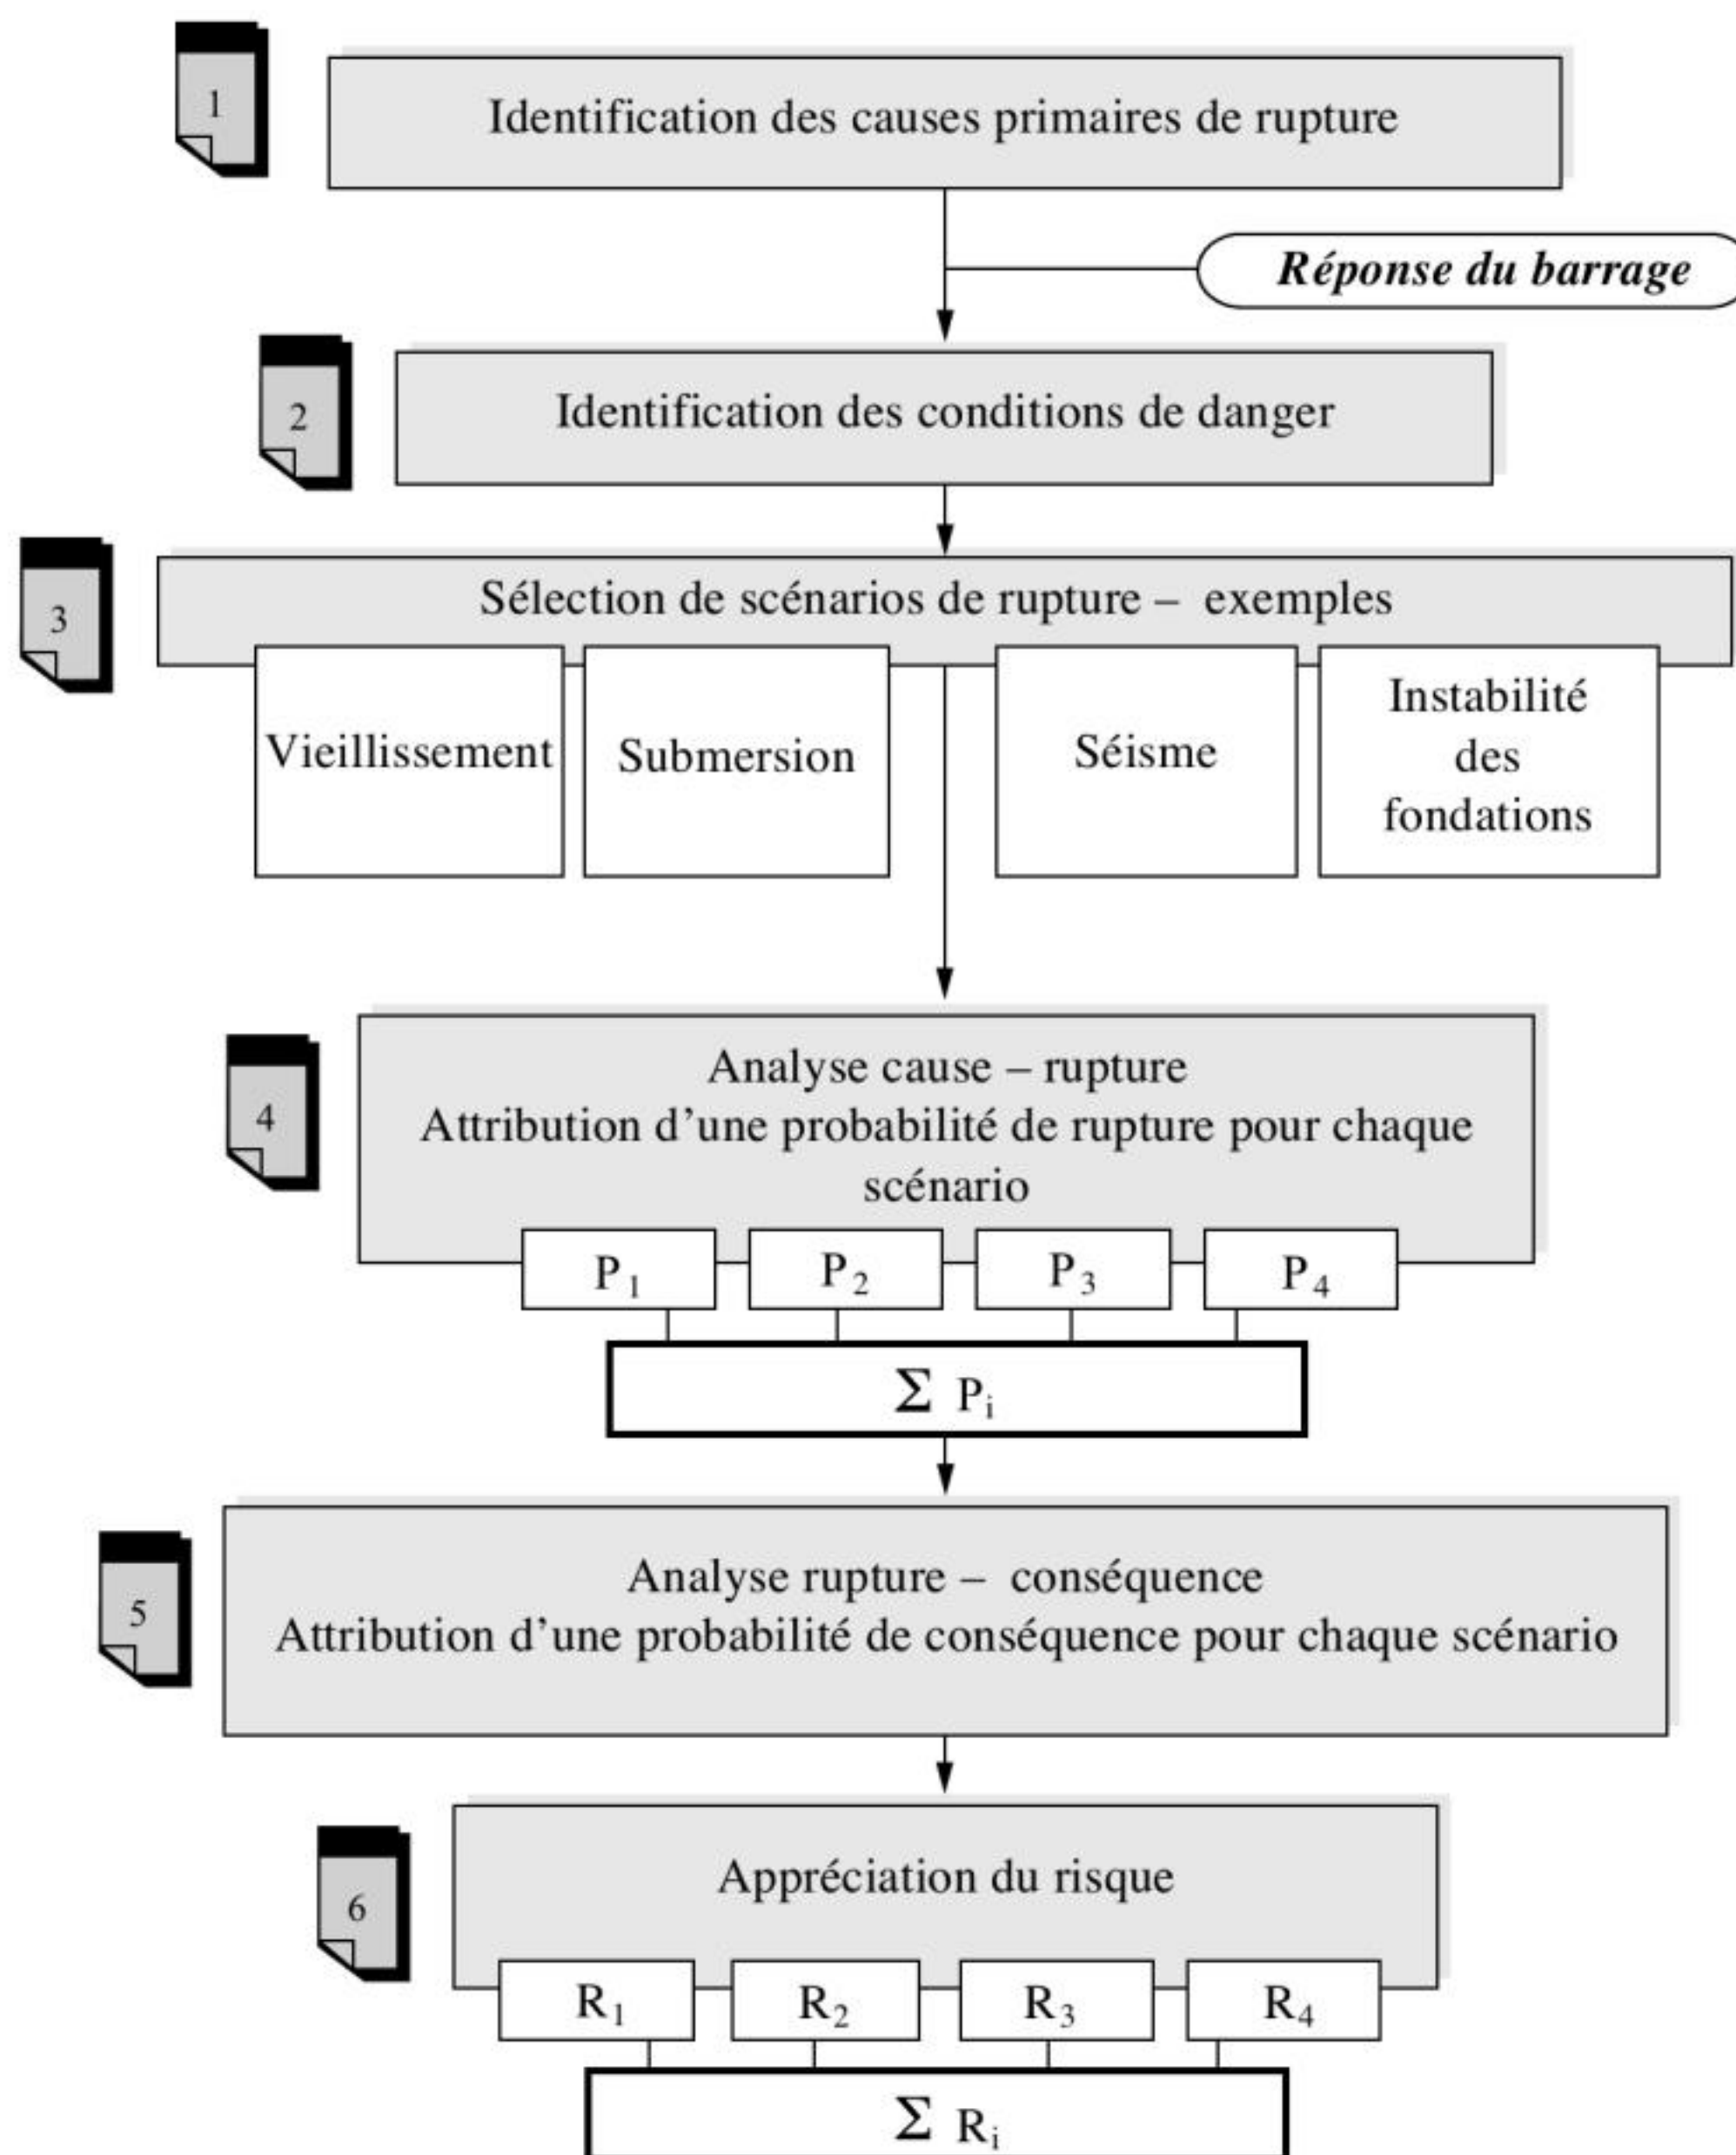 1
Identification des causes primaires de rupture
Réponse du barrage
2
Identification des conditions de danger
3
Sélection de scénarios de rupture – exemples
Vieillissement
Submersion
Séisme
Instabilité
des
fondations
4
Analyse cause – rupture
Attribution d’une probabilité de rupture pour chaque
scénario
P1
P2
P3
P4
Σ Pi
5
Analyse rupture – conséquence
Attribution d’une probabilité de conséquence pour chaque scénario
6
Appréciation du risque
R1
R2
R3
R4
Σ Ri